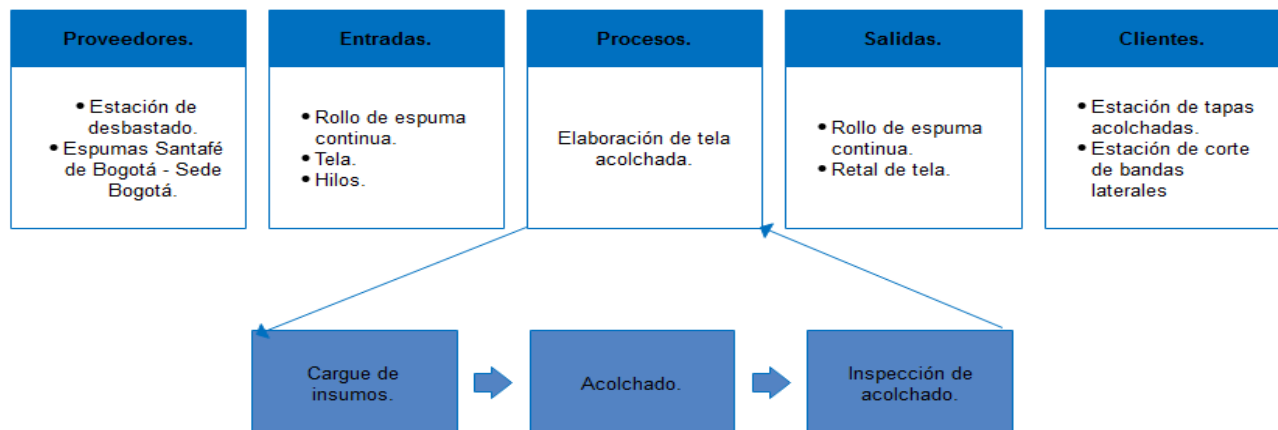 Proveedores.
Entradas.
Procesos.
Salidas.
Clientes.
• Estación de
desbastado.
• Espumas Santafé
de Bogotá - Sede
Bogotá.
• Rollo de espuma
continua.
• Tela.
• Hilos.
Elaboración de tela
acolchada.
• Rollo de espuma
continua.
• Retal de tela.
• Estación de tapas
acolchadas.
• Estación de corte
de bandas
laterales
Cargue de
insumos.
Acolchado.
Inspección de
acolchado.